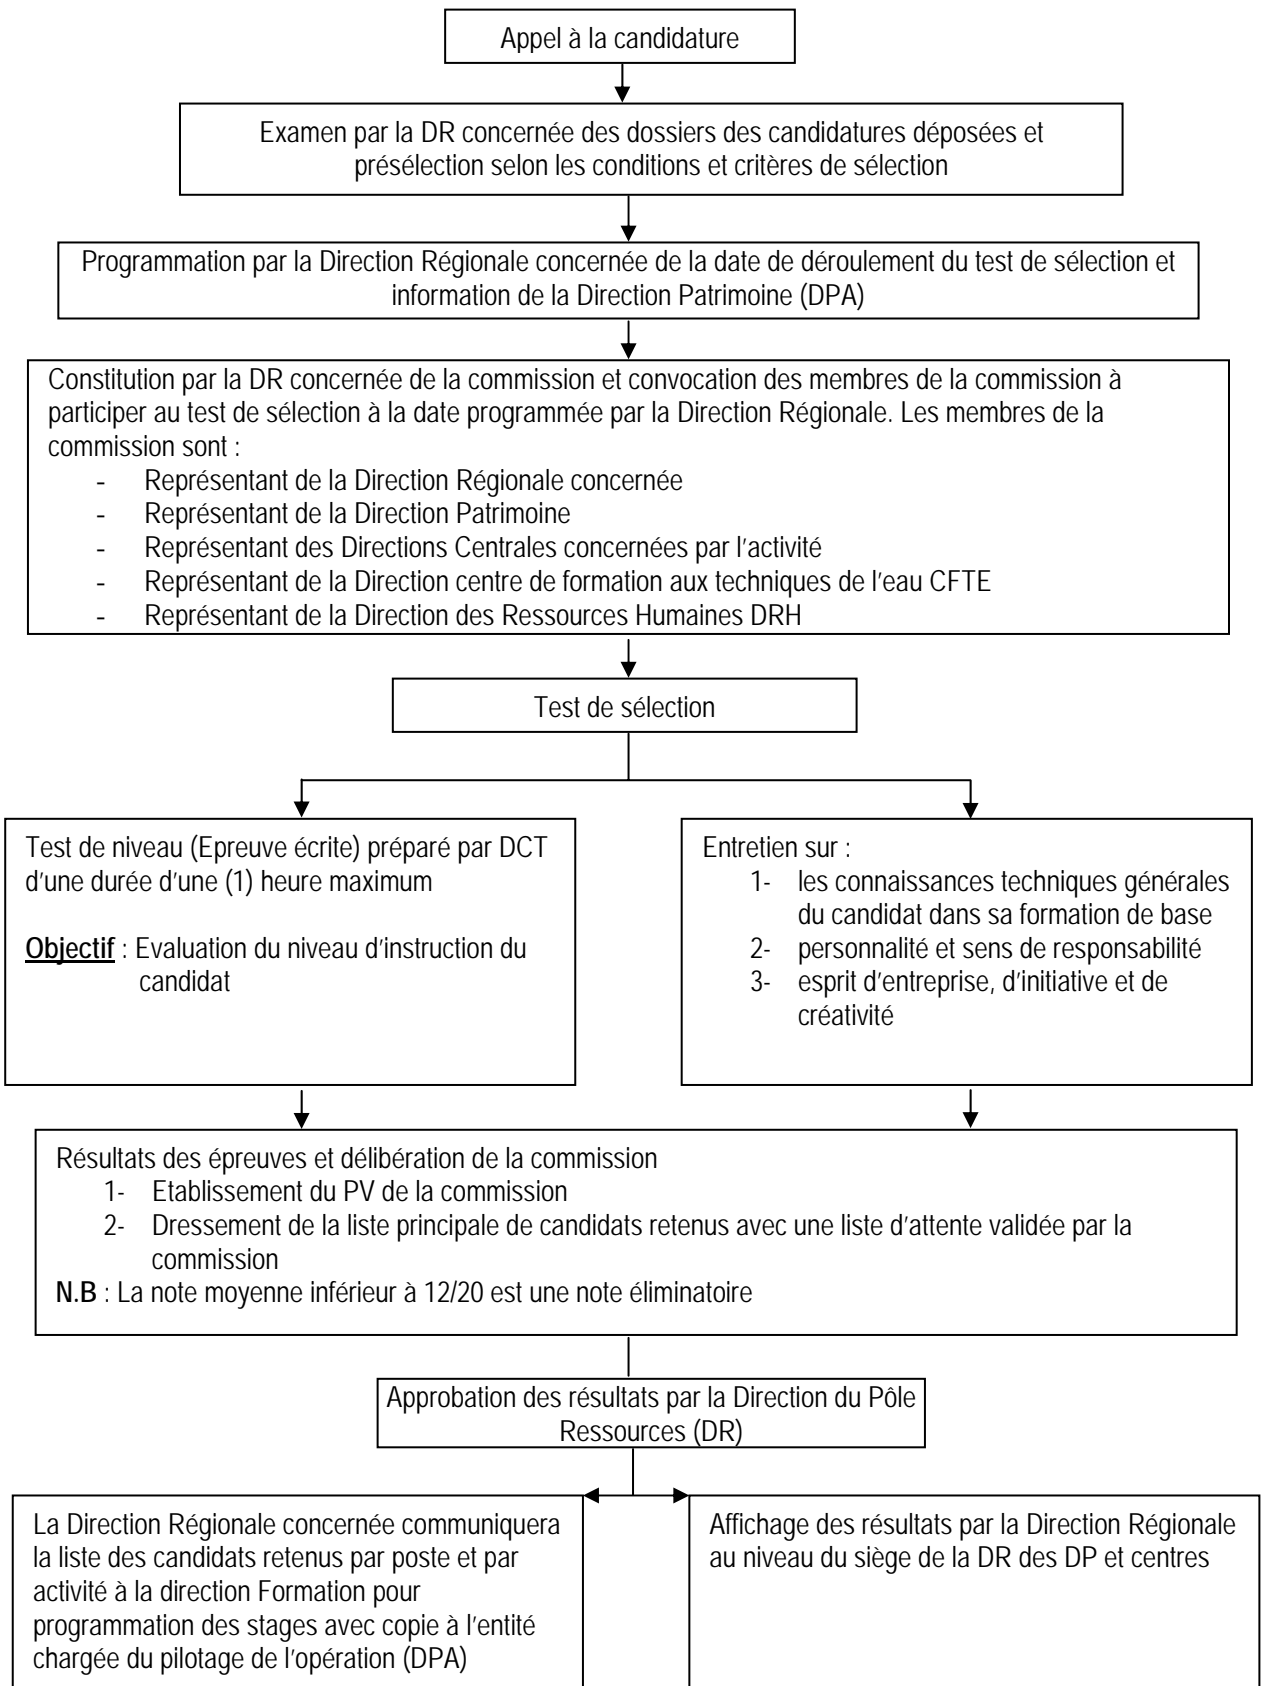 Appel à la candidature
Examen par la DR concernée des dossiers des candidatures déposées et
présélection selon les conditions et critères de sélection
Programmation par la Direction Régionale concernée de la date de déroulement du test de sélection et
information de la Direction Patrimoine (DPA)
Constitution par la DR concernée de la commission et convocation des membres de la commission à
participer au test de sélection à la date programmée par la Direction Régionale. Les membres de la
commission sont :
- Représentant de la Direction Régionale concernée
- Représentant de la Direction Patrimoine
- Représentant des Directions Centrales concernées par l'activité
- Représentant de la Direction centre de formation aux techniques de l'eau CFTE
- Représentant de la Direction des Ressources Humaines DRH
Test de sélection
Test de niveau (Epreuve écrite) préparé par DCT
d'une durée d'une (1) heure maximum
Objectif : Evaluation du niveau d'instruction du
candidat
Entretien sur :
1- les connaissances techniques générales
du candidat dans sa formation de base
2- personnalité et sens de responsabilité
3- esprit d'entreprise, d'initiative et de
créativité
Résultats des épreuves et délibération de la commission
1- Etablissement du PV de la commission
2- Dressement de la liste principale de candidats retenus avec une liste d'attente validée par la
commission
N.B : La note moyenne inférieur à 12/20 est une note éliminatoire
Approbation des résultats par la Direction du Pôle
Ressources (DR)
La Direction Régionale concernée communiquera
la liste des candidats retenus par poste et par
activité à la direction Formation pour
programmation des stages avec copie à l'entité
chargée du pilotage de l'opération (DPA)
Affichage des résultats par la Direction Régionale
au niveau du siège de la DR des DP et centres